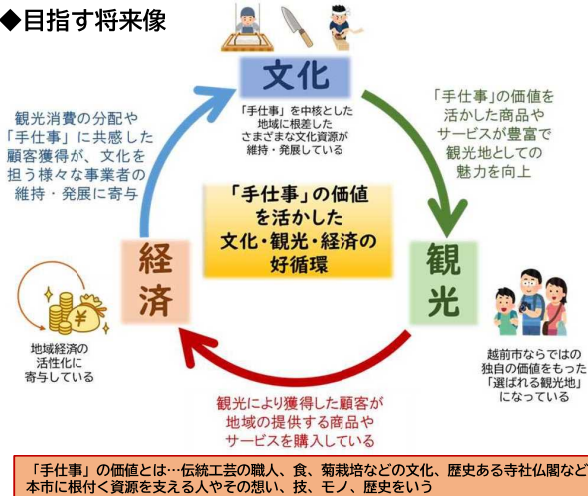 ◆目指す将来像
文化
「手仕事」を中核とした
地域に根差した
さまざまな文化資源が
維持・発展している
「手仕事」の価値を
活かした商品や
サービスが豊富で
観光地としての
魅力を向上
観光
越前市ならではの
独自の価値をもった
「選ばれる観光地」
になっている
観光により獲得した顧客が
地域の提供する商品や
サービスを購入している
経済
地域経済の
活性化に
寄与している
観光消費の分配や
「手仕事」に共感した
顧客獲得が、文化を
担う様々な事業者の
維持・発展に寄与
「手仕事」の価値
を活かした
文化・観光・経済の
好循環
「手仕事」の価値とは…伝統工芸の職人、食、菊栽培などの文化、歴史ある寺社仏閣など
本市に根付く資源を支える人やその想い、技、モノ、歴史をいう